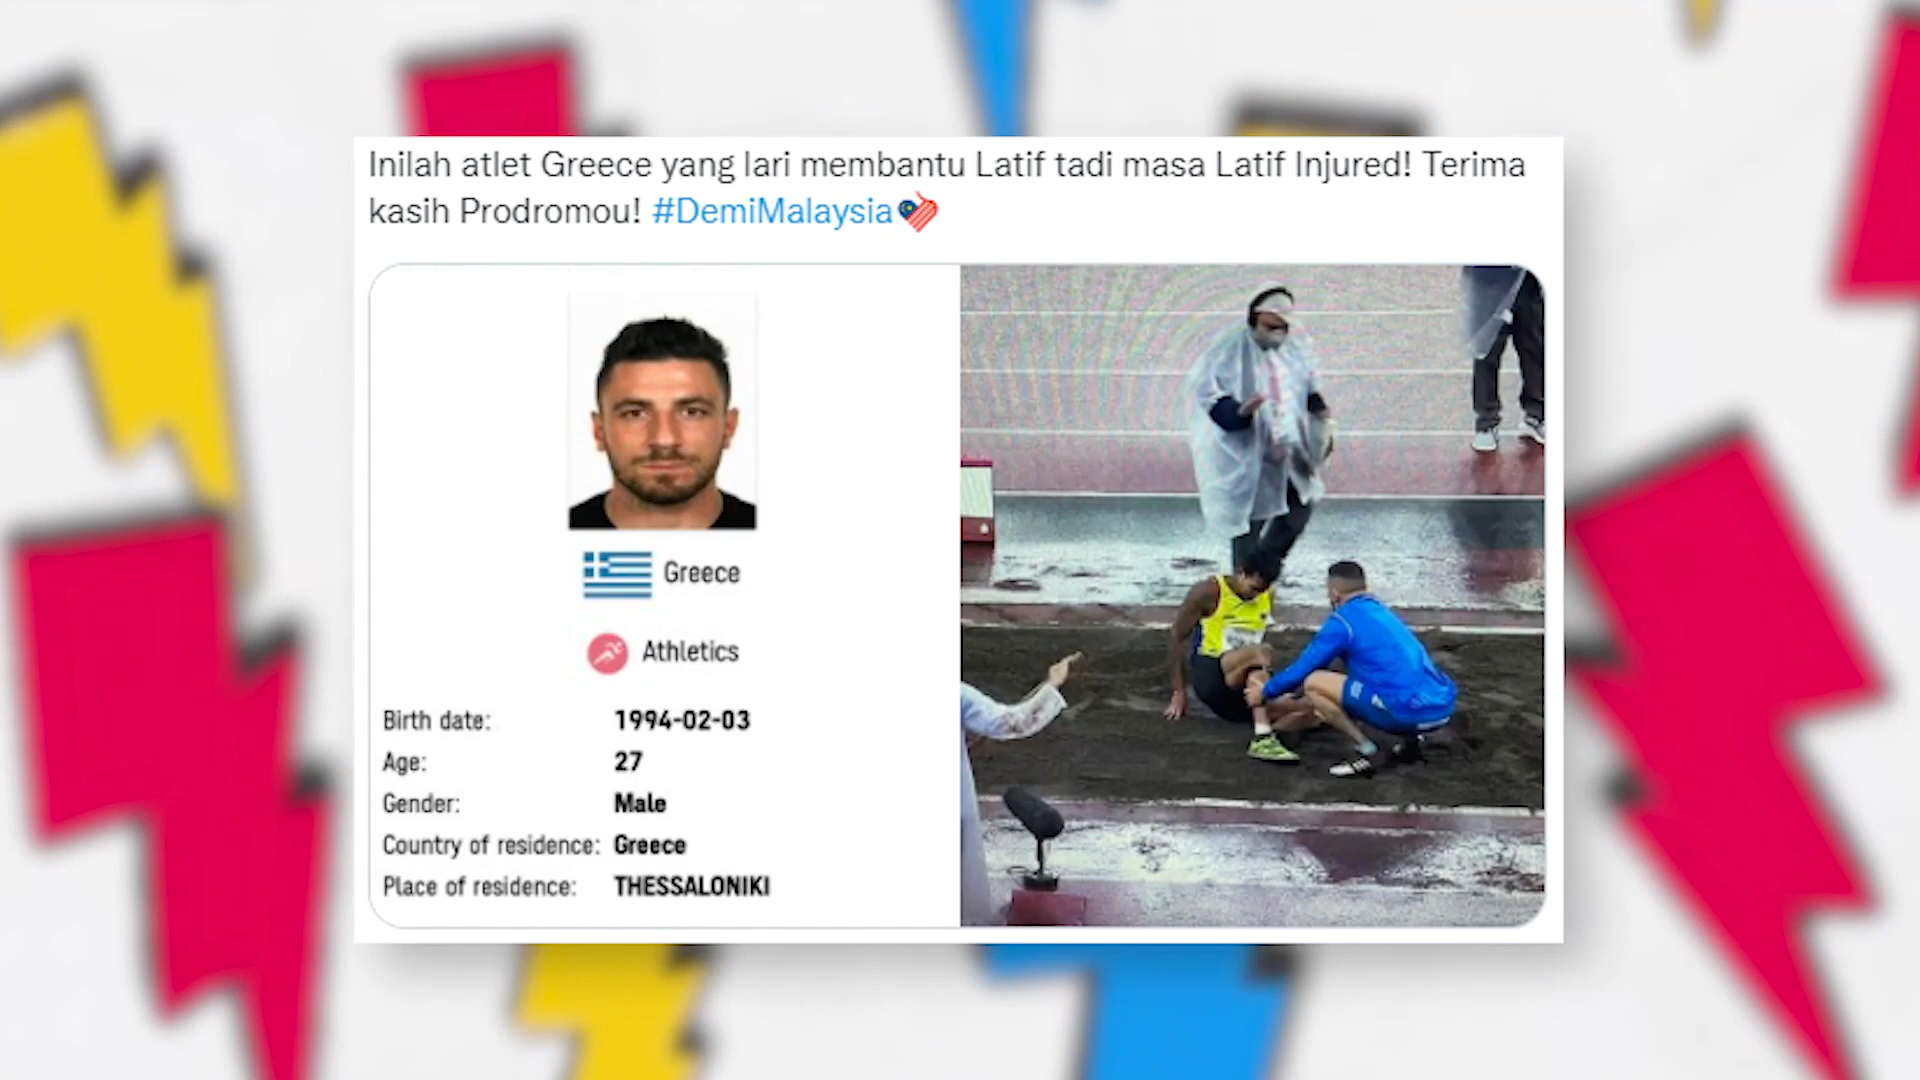 Inilah atlet Greece yang lari membantu Latif tadi masa Latif Injured! Terima
kasih Prodromou! #DemiMalaysia
Greece
Athletics
Birth date: 1994-02-03
Age: 27
Gender: Male
Country of residence: Greece
Place of residence: THESSALONIKI